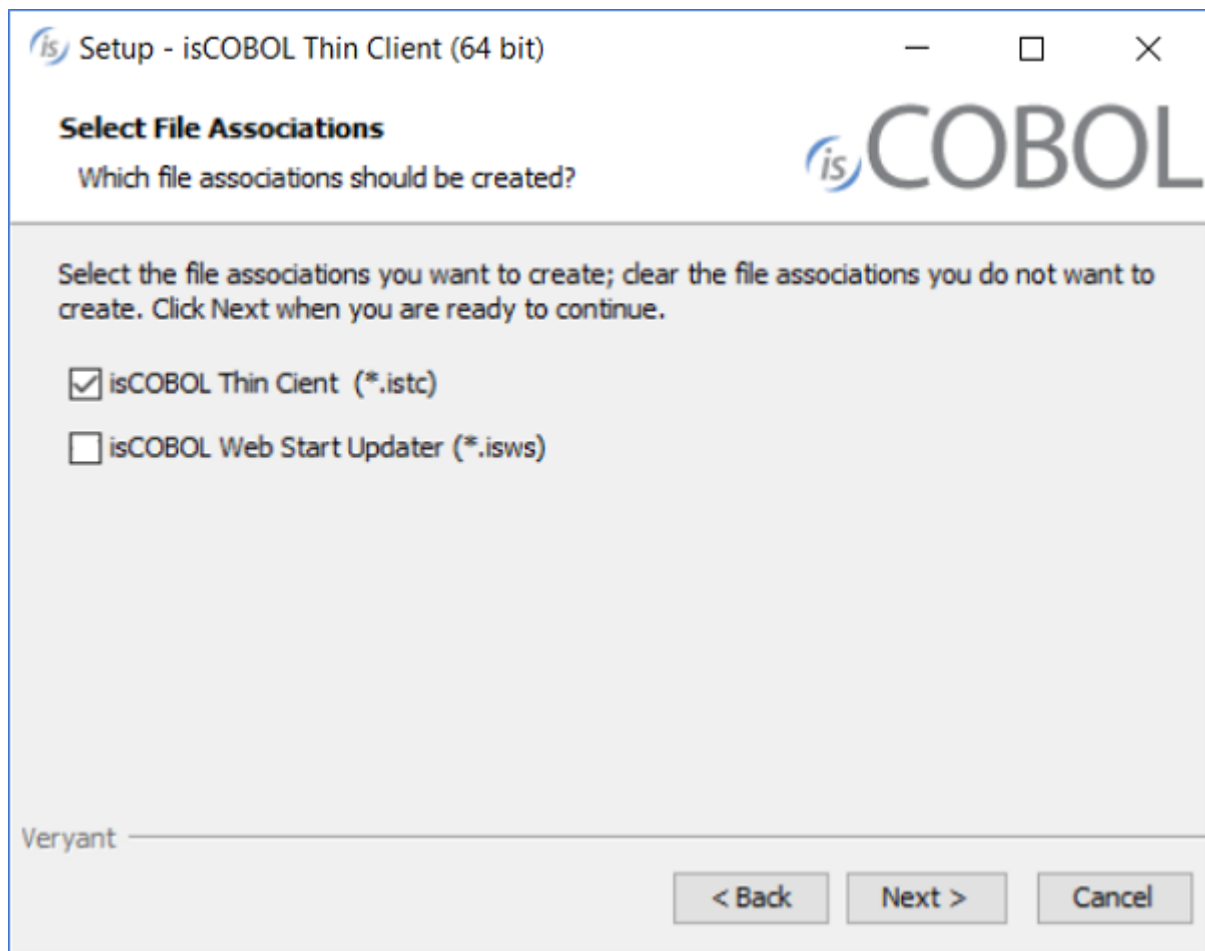 is Setup - isCOBOL Thin Client (64 bit)
Select File Associations
Which file associations should be created?
isCOBOL
Select the file associations you want to create; clear the file associations you do not want to
create. Click Next when you are ready to continue.
isCOBOL Thin Cient (*.istc)
isCOBOL Web Start Updater (*.isws)
Veryant
< Back Next > Cancel